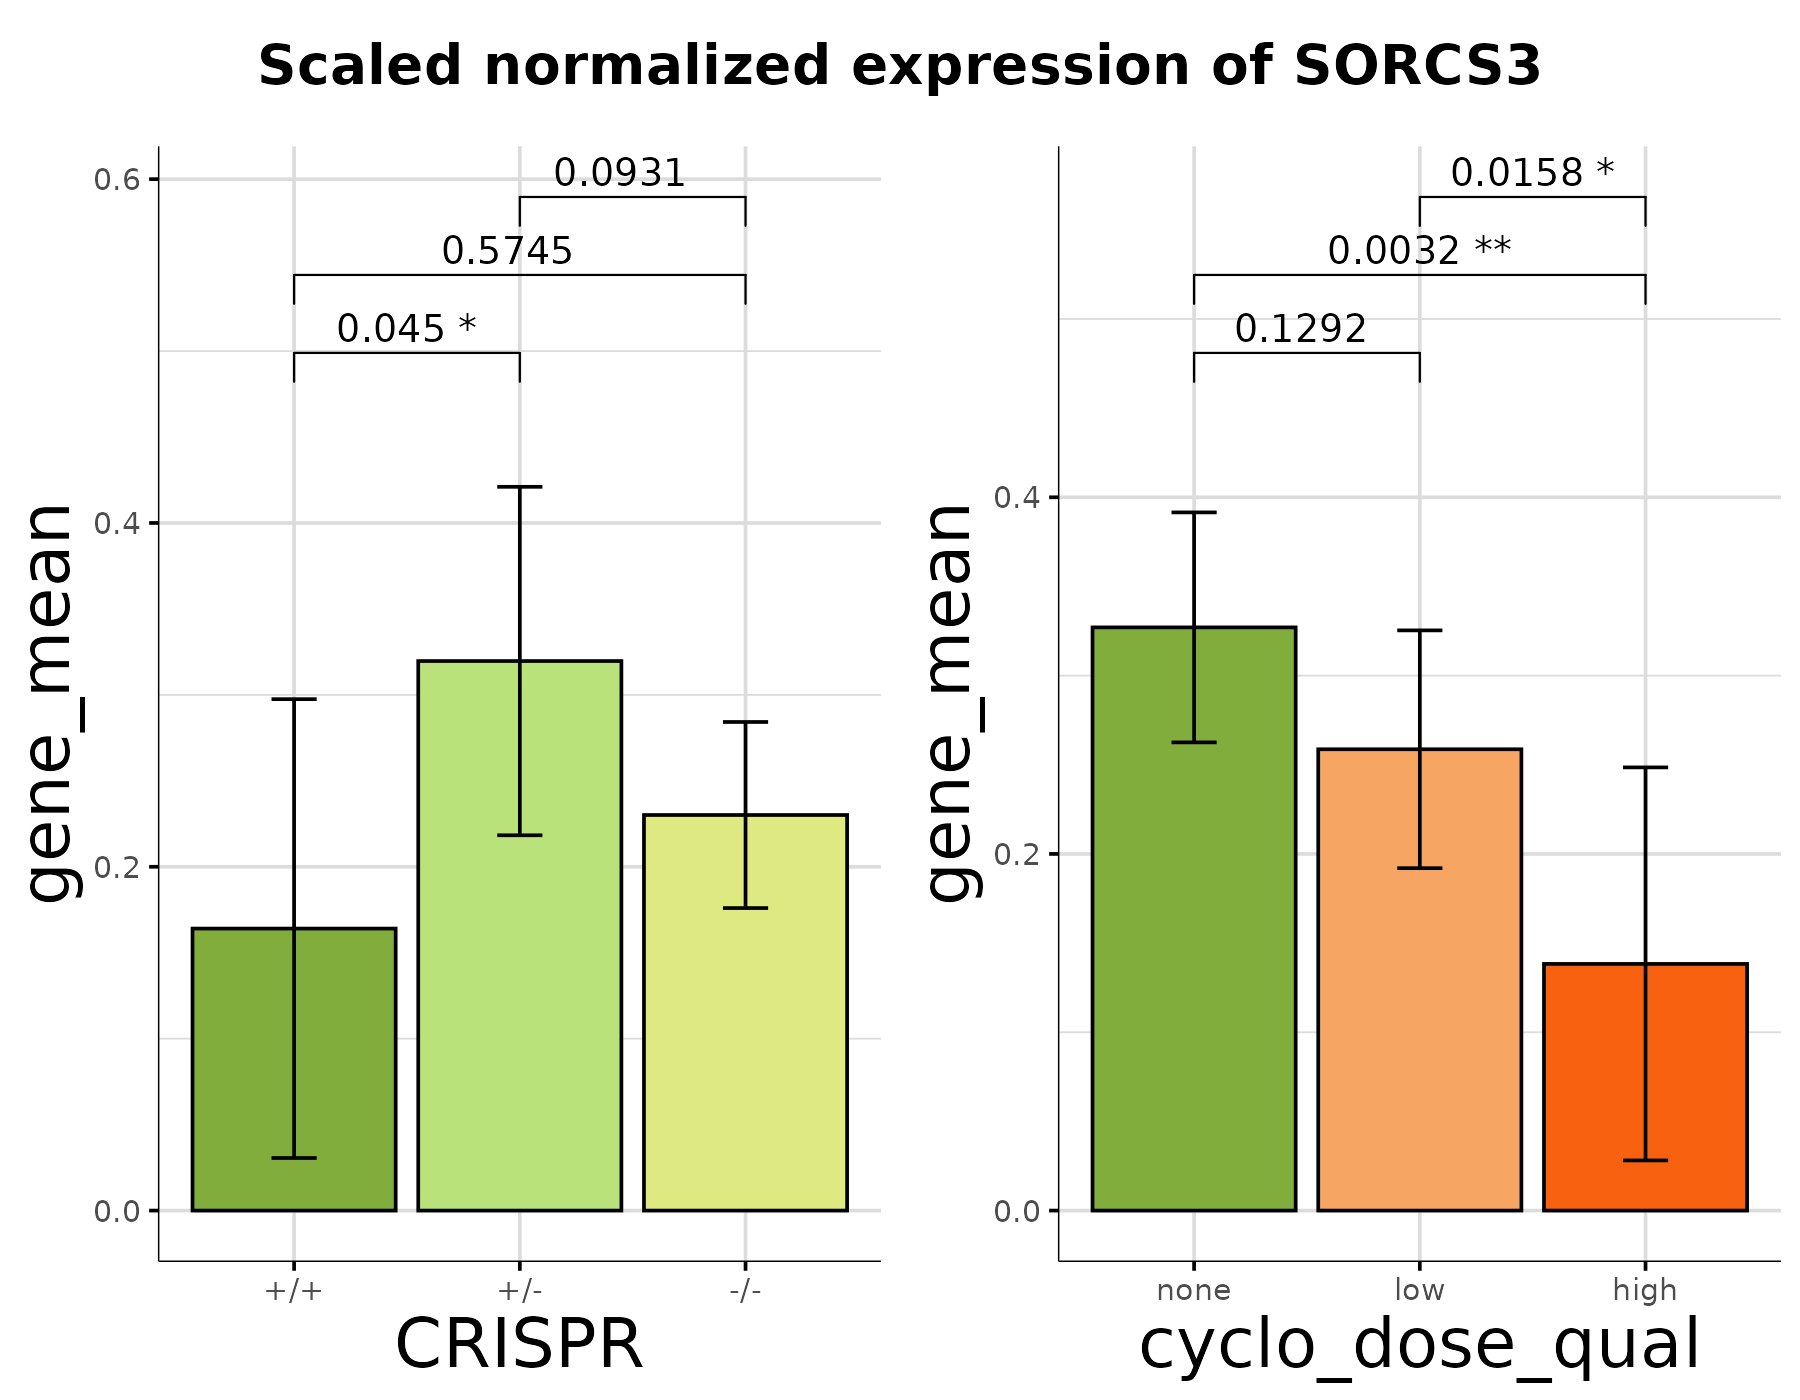 Scaled normalized expression of SORCS3
gene_mean
0.6
0.4
0.2
0.0
0.0931
0.5745
0.045 *
+/+ +/- -/-
CRISPR
gene_mean
0.4
0.2
0.0
0.0158 *
0.0032 **
0.1292
none low high
cyclo_dose_qual